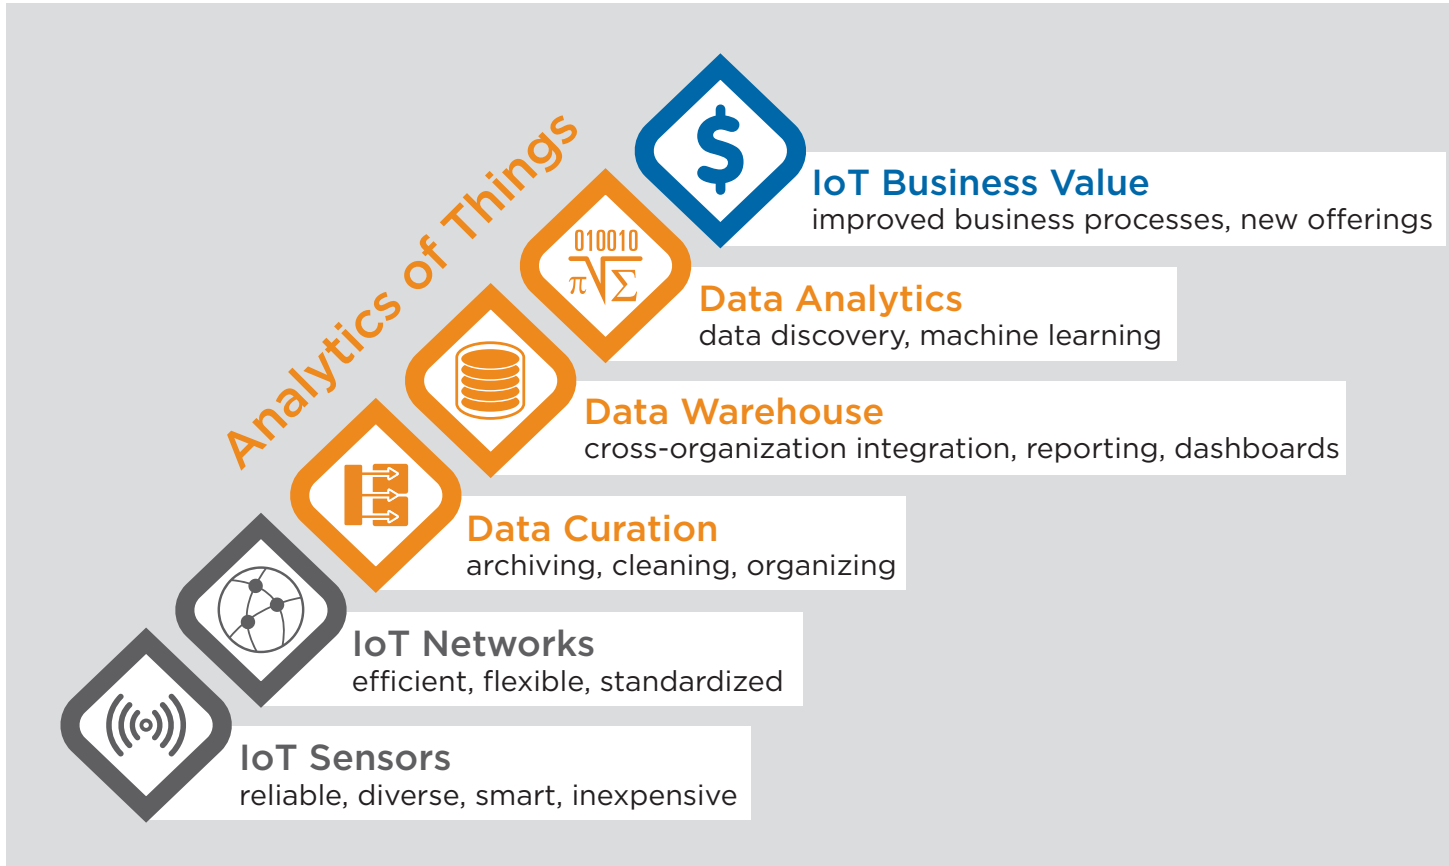 Analytics of Things
$
IoT Business Value
improved business processes, new offerings
010010
π√Σ
Data Analytics
data discovery, machine learning
Data Warehouse
cross-organization integration, reporting, dashboards
Data Curation
archiving, cleaning, organizing
IoT Networks
efficient, flexible, standardized
IoT Sensors
reliable, diverse, smart, inexpensive